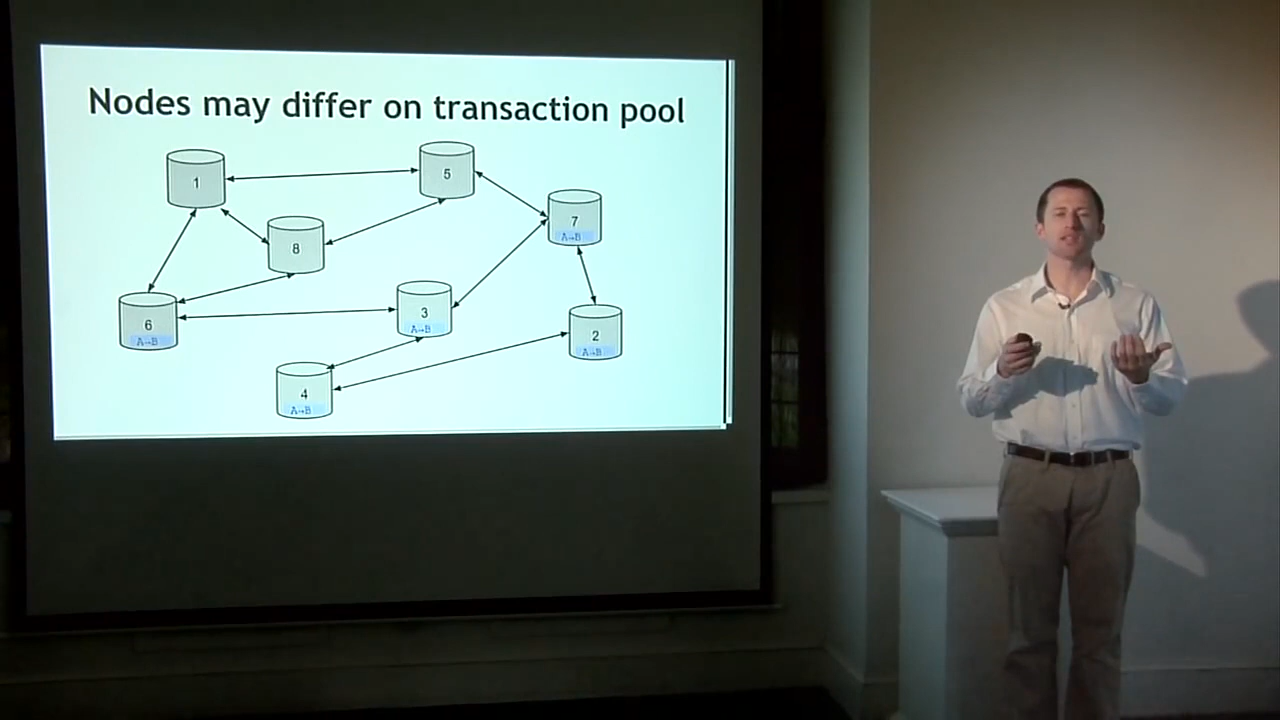 Nodes may differ on transaction pool
1
5
7
A→B
8
6
A→B
3
A→B
2
A→B
4
A→B